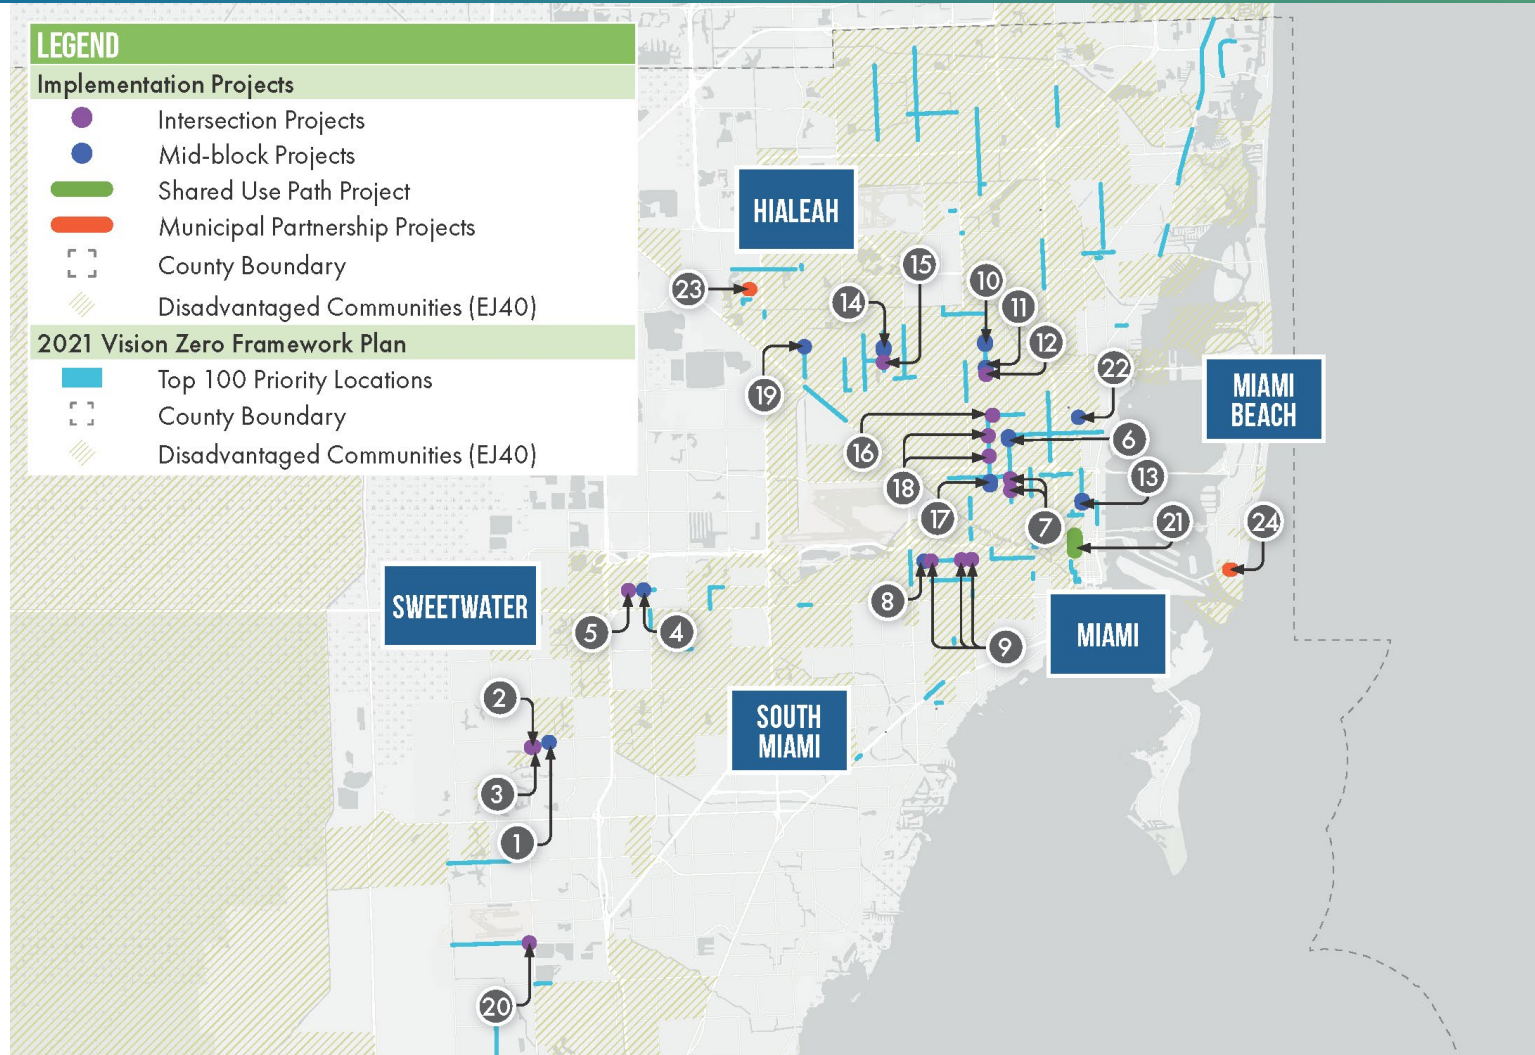 LEGEND
Implementation Projects
Intersection Projects
Mid-block Projects
Shared Use Path Project
Municipal Partnership Projects
County Boundary
Disadvantaged Communities (EJ40)
2021 Vision Zero Framework Plan
Top 100 Priority Locations
County Boundary
Disadvantaged Communities (EJ40)
HIALEAH
15
10
23
14
11
12
22
19
MIAMI
BEACH
16
6
18
13
17
7
21
24
SWEETWATER
8
5
4
MIAMI
9
2
SOUTH
MIAMI
3
1
20